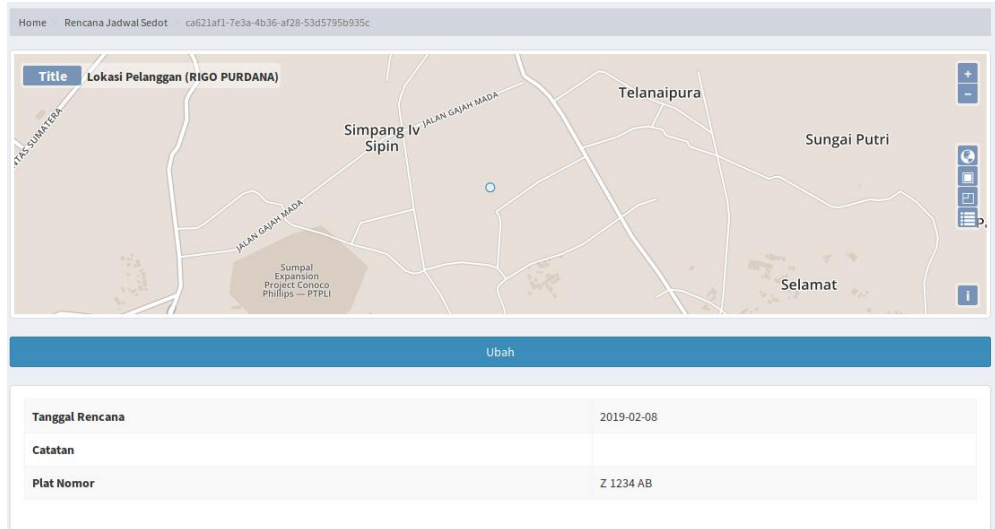 Home Rencana Jadwal Sedot ca621af1-7e3a-4b36-af28-53d5795b935c
Title Lokasi Pelanggan (RIGO PURDANA)
+
−
Telanaipura
JALAN GAJAH MADA
Simpang Iv
Sipin
Sungai Putri
TAS SUMATERA
JALAN GAJAH MADA
Sumpal
Expansion
Project Conoco
Phillips — PTPLI
Selamat
i
Ubah
Tanggal Rencana 2019-02-08
Catatan
Plat Nomor Z 1234 AB